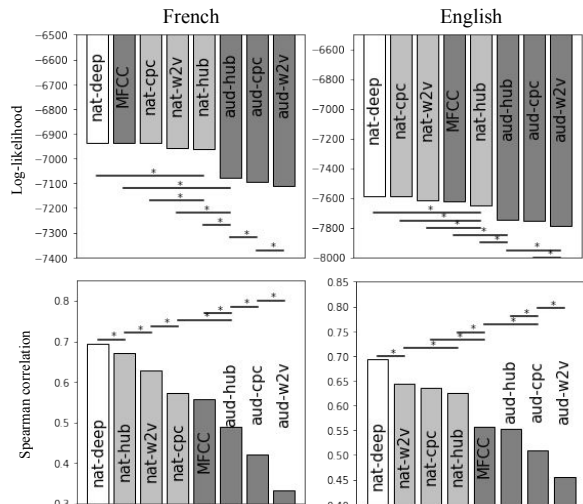 French
English
Log-likelihood
−6500
−6600
−6700
−6800
−6900
−7000
−7100
−7200
−7300
−7400
nat-deep
MFCC
nat-cpc
nat-w2v
nat-hub
aud-hub
aud-cpc
aud-w2v
* * * * * * *
−6600
−6800
−7000
−7200
−7400
−7600
−7800
−8000
nat-deep
nat-cpc
nat-w2v
MFCC
nat-hub
aud-hub
aud-cpc
aud-w2v
* * * * * * *
Spearman correlation
0.8
0.7
0.6
0.5
0.4
0.3
nat-deep
nat-hub
nat-w2v
nat-cpc
MFCC
aud-hub
aud-cpc
aud-w2v
* * * * * * *
0.85
0.80
0.75
0.70
0.65
0.60
0.55
0.50
0.45
0.40
nat-deep
nat-w2v
nat-cpc
nat-hub
MFCC
aud-hub
aud-cpc
aud-w2v
* * * * * * *